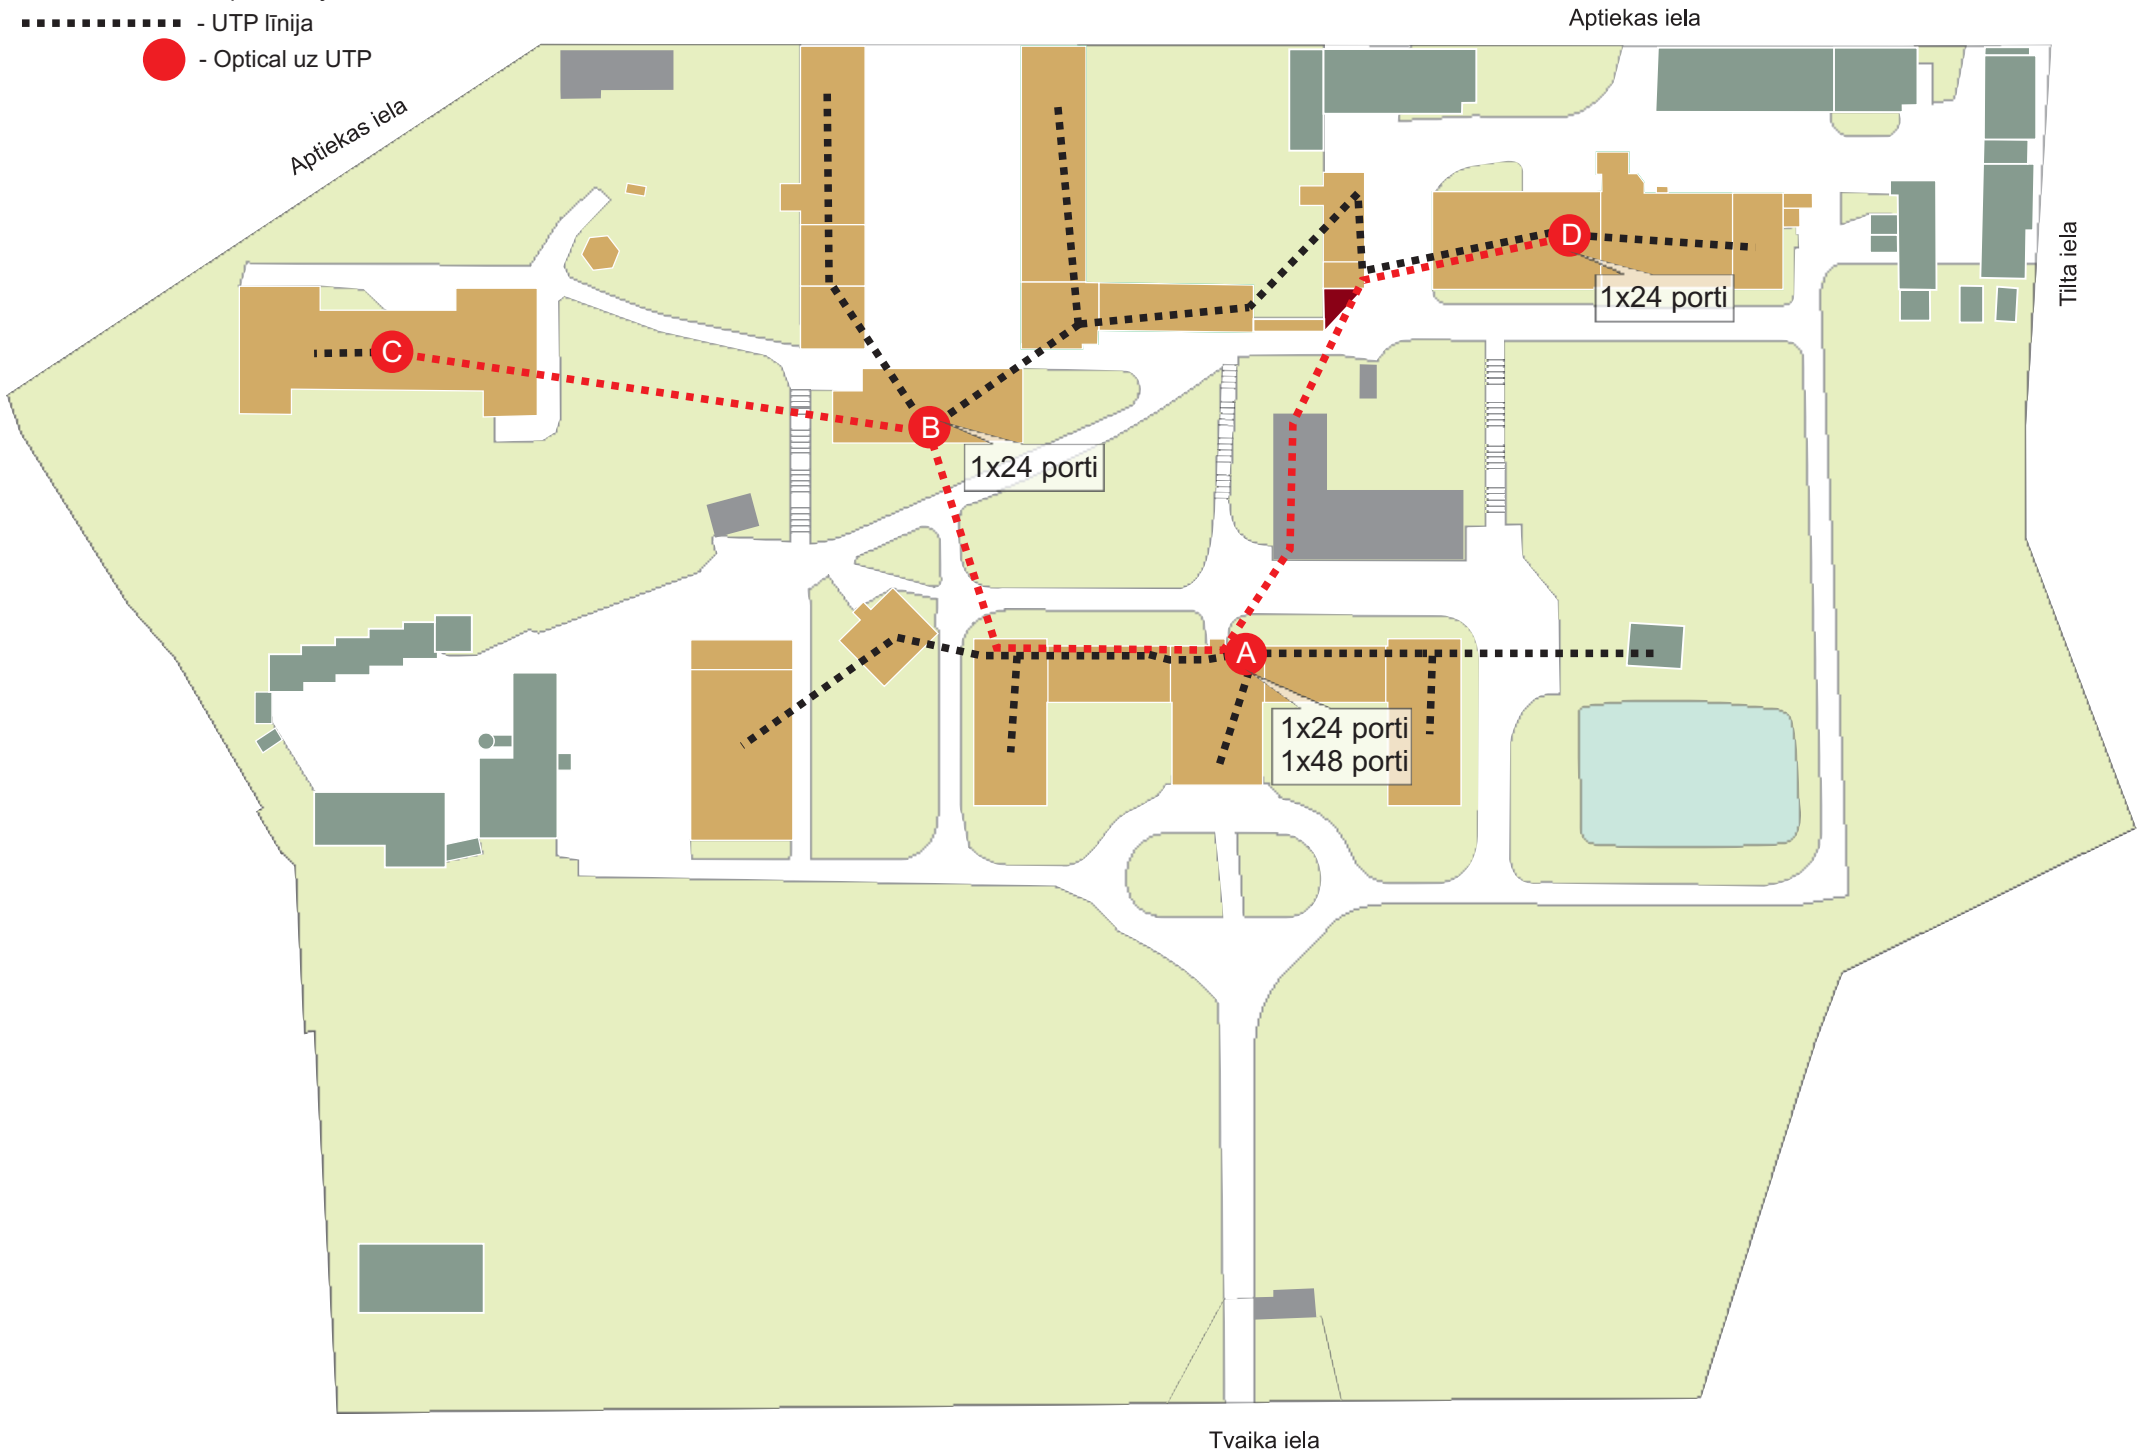 - UTP līnija
- Optical uz UTP
Aptiekas iela
Aptiekas iela
Tilta iela
D
1x24 porti
C
B
1x24 porti
A
1x24 porti
1x48 porti
Tvaika iela